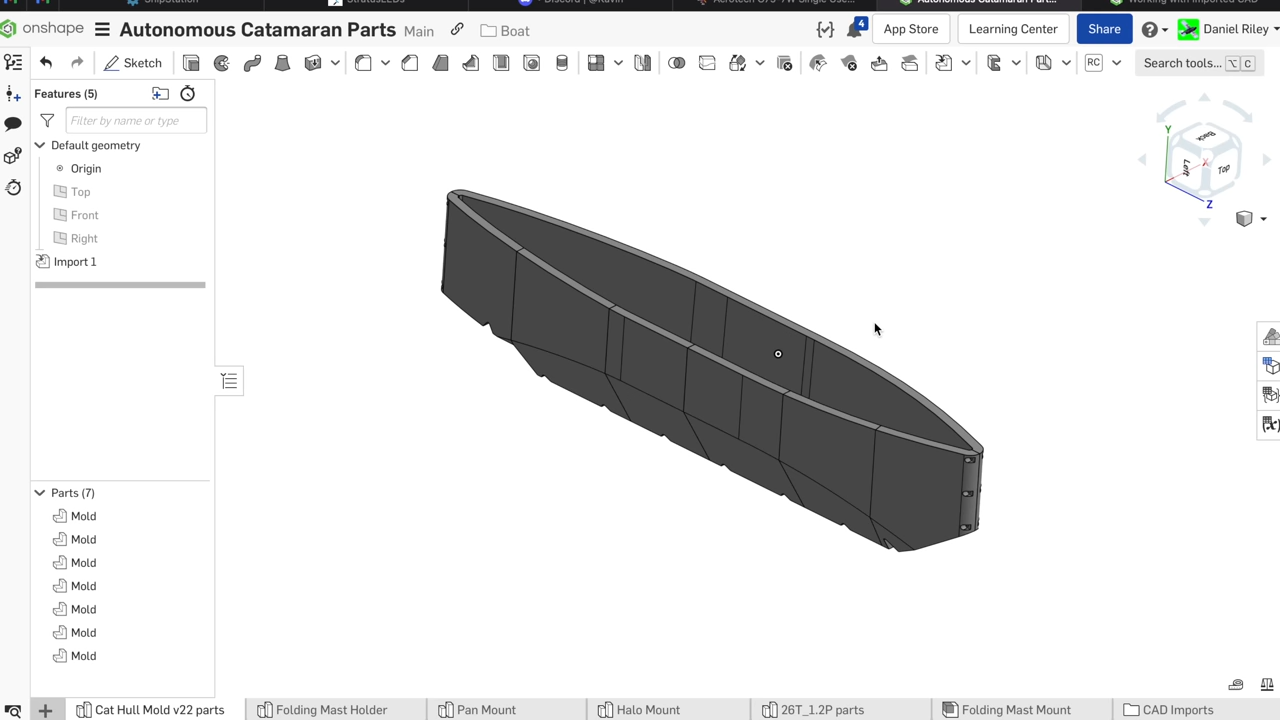 onshape
Autonomous Catamaran Parts
Main
Boat
4
App Store
Learning Center
Share
Daniel Riley
Sketch
RC
Search tools...
C
Features (5)
Filter by name or type
Default geometry
Origin
Top
Front
Right
Import 1
Parts (7)
Mold
Mold
Mold
Mold
Mold
Mold
Mold
Y
X
Z
Back
Left
Top
Cat Hull Mold v22 parts
Folding Mast Holder
Pan Mount
Halo Mount
26T_1.2P parts
Folding Mast Mount
CAD Imports